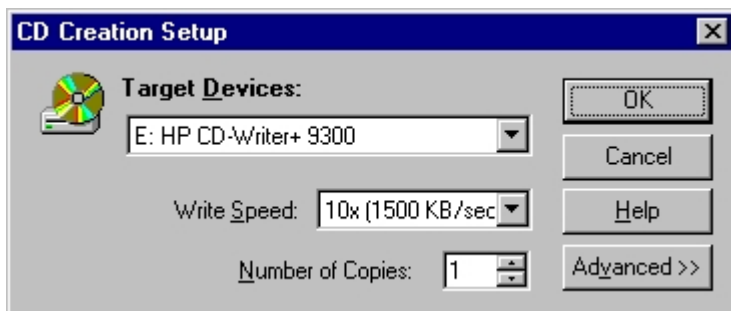 CD Creation Setup
Target Devices:
E: HP CD-Writer+ 9300
Write Speed: 10x (1500 KB/sec
Number of Copies: 1
OK
Cancel
Help
Advanced >>